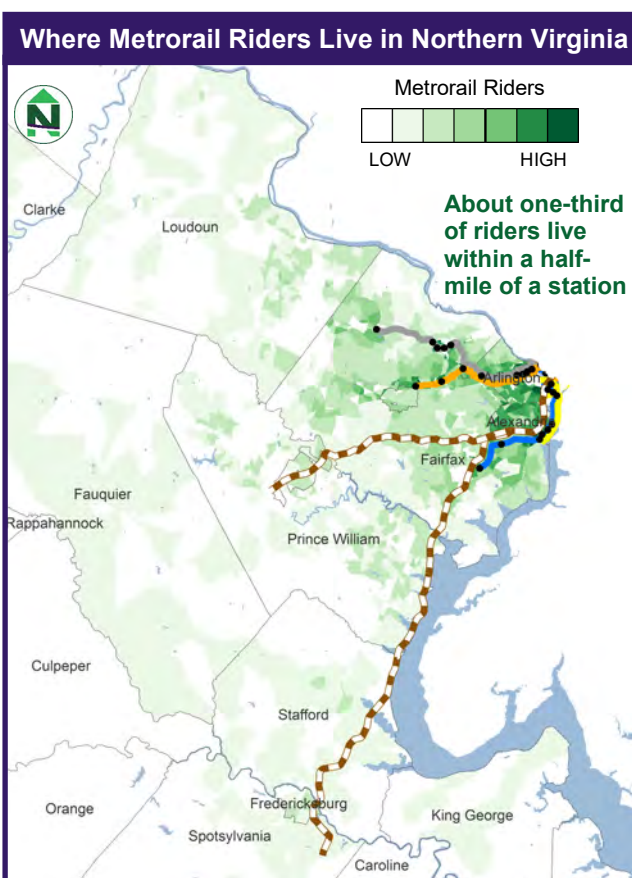 Where Metrorail Riders Live in Northern Virginia
N
Metrorail Riders
LOW HIGH
About one-third
of riders live
within a half-
mile of a station
Clarke
Loudoun
Arlington
Alexand
Fairfax
Fauquier
Rappahannock
Prince William
Culpeper
Stafford
Orange
Fredericksburg
King George
Spotsylvania
Caroline